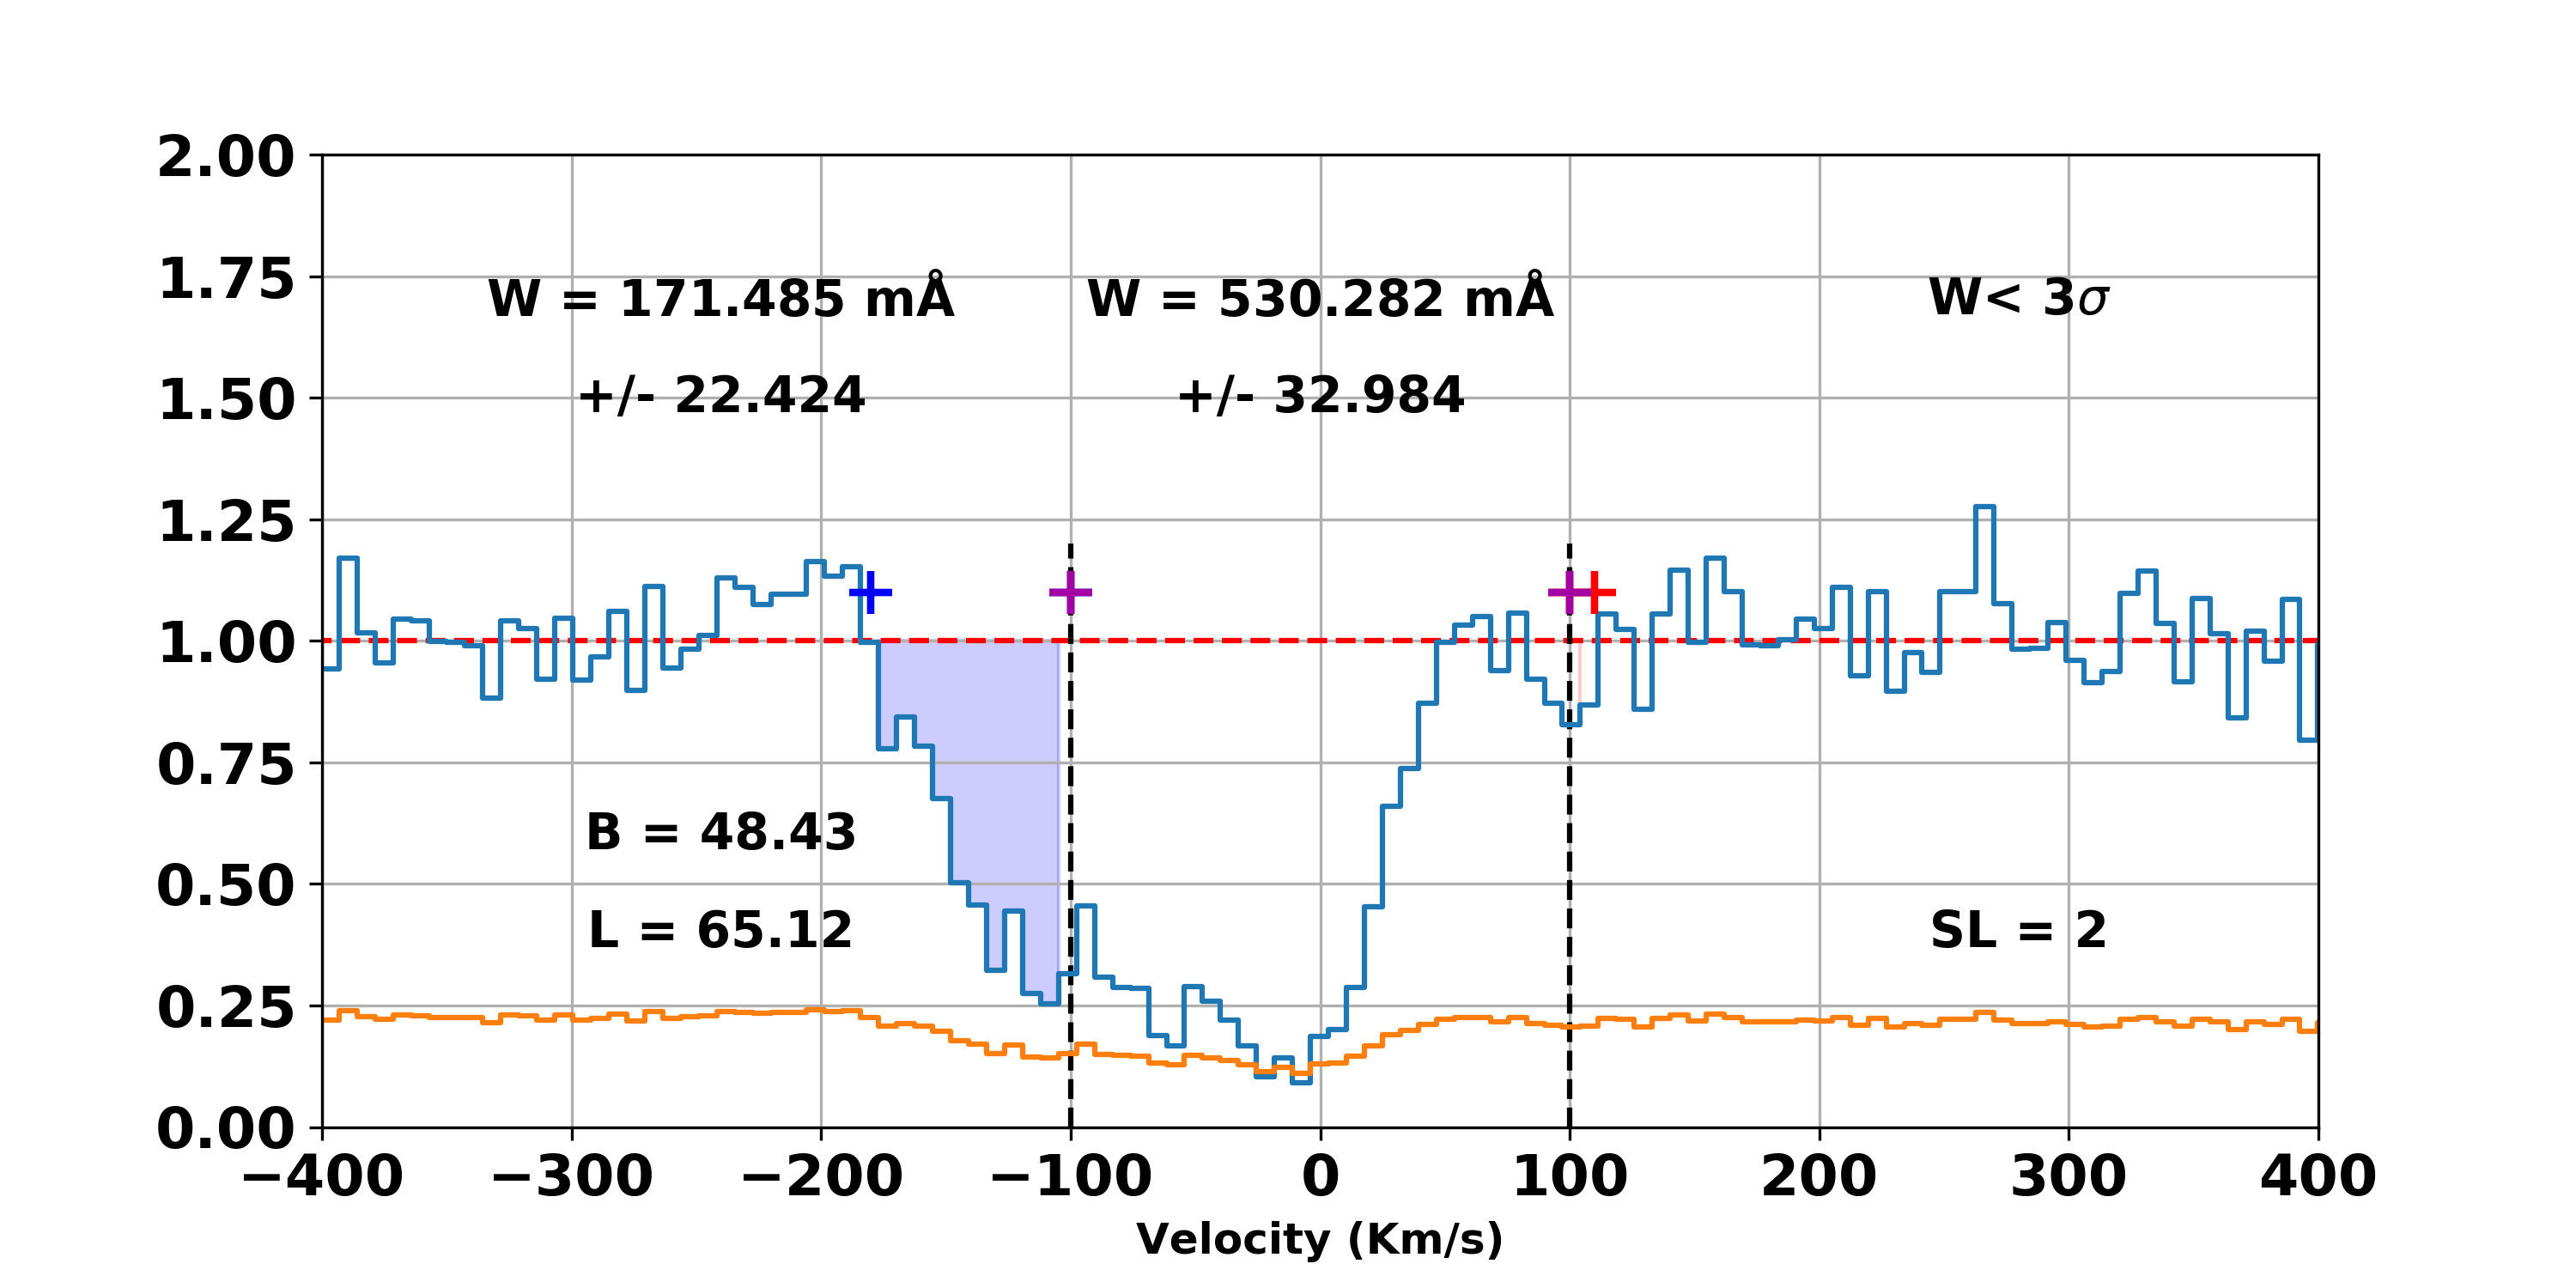 2.00
1.75
W = 171.485 mÅ W = 530.282 mÅ W< 3σ
1.50
+/- 22.424 +/- 32.984
1.25
1.00
0.75
B = 48.43
0.50
L = 65.12 SL = 2
0.25
0.00
−400 −300 −200 −100 0 100 200 300 400
Velocity (Km/s)